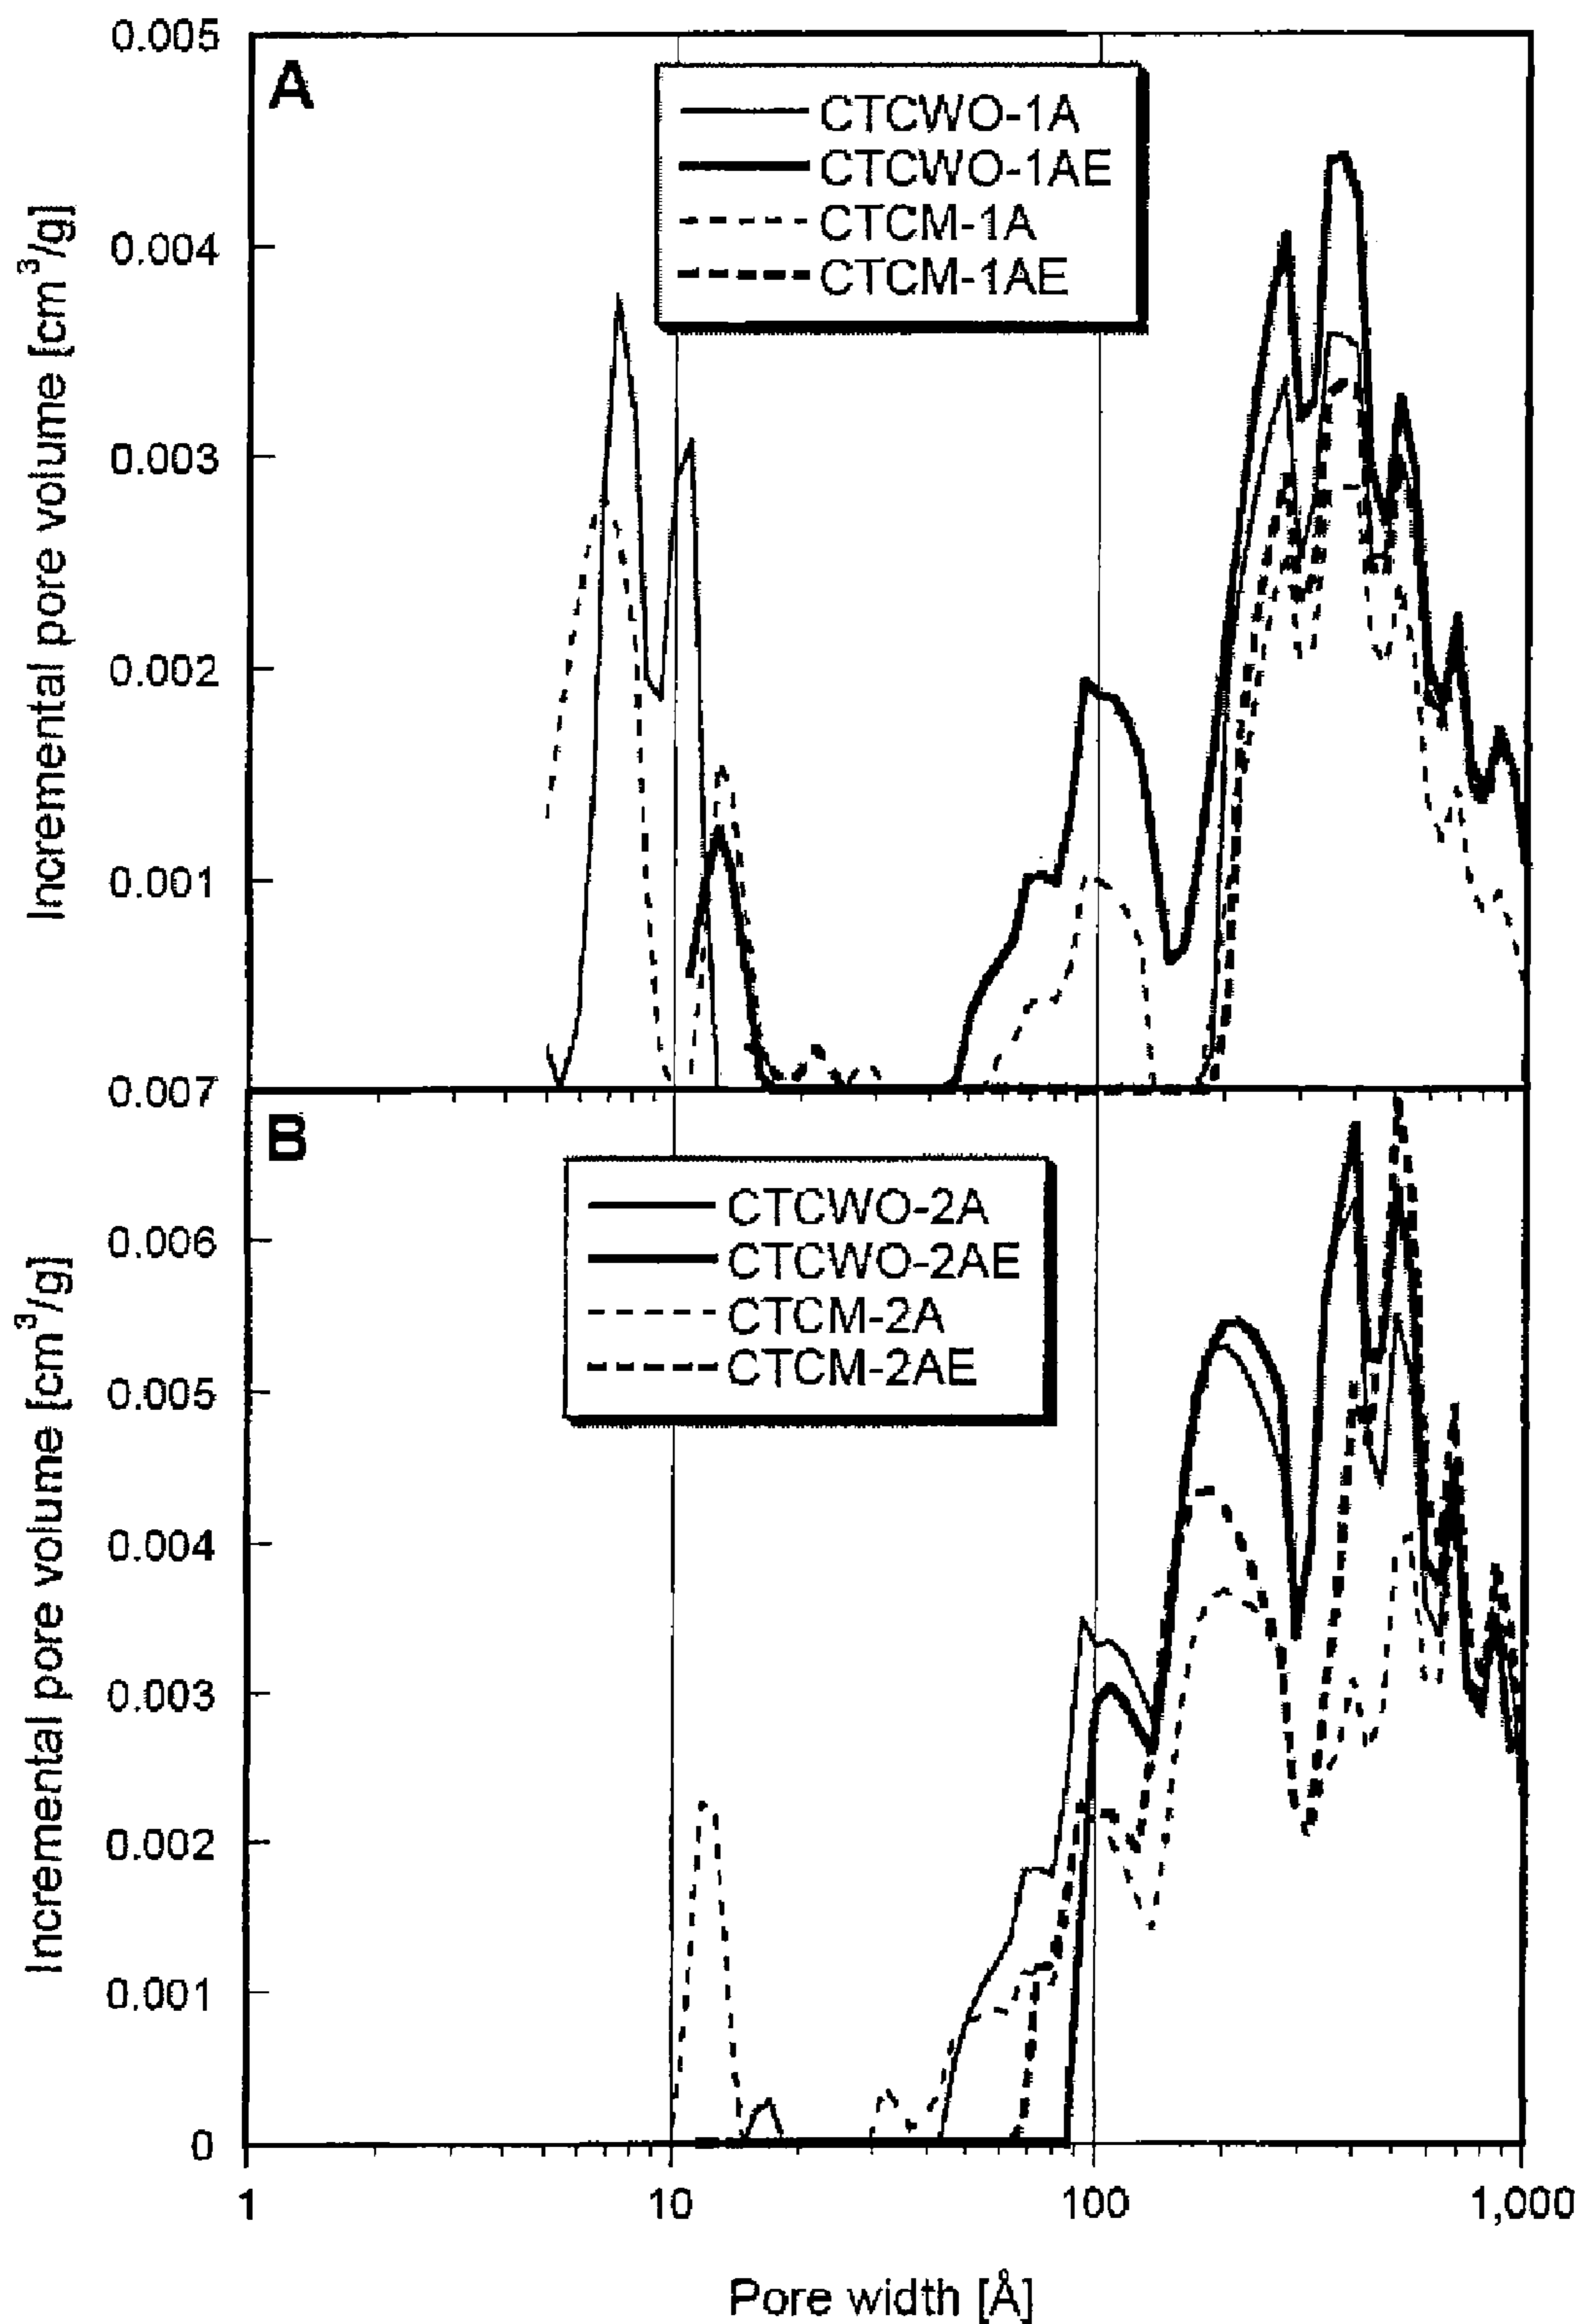 0.005
A
CTCWO-1A
CTCWO-1AE
CTCM-1A
CTCM-1AE
0.004
0.003
0.002
0.001
Incremental pore volume [cm³/g]
0.007
B
CTCWO-2A
CTCWO-2AE
CTCM-2A
CTCM-2AE
0.006
0.005
0.004
0.003
0.002
0.001
0
Incremental pore volume [cm³/g]
1 10 100 1,000
Pore width [Å]